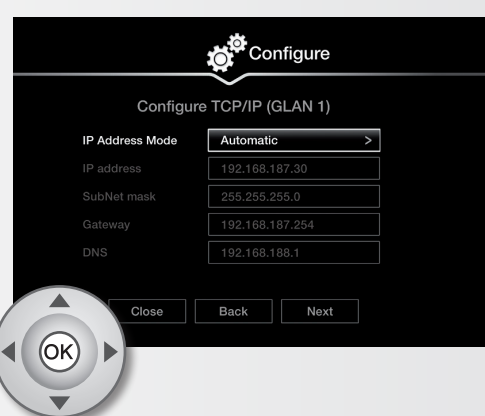 Configure
Configure TCP/IP (GLAN 1)
IP Address Mode Automatic >
IP address 192.168.187.30
SubNet mask 255.255.255.0
Gateway 192.168.187.254
DNS 192.168.188.1
Close Back Next
OK